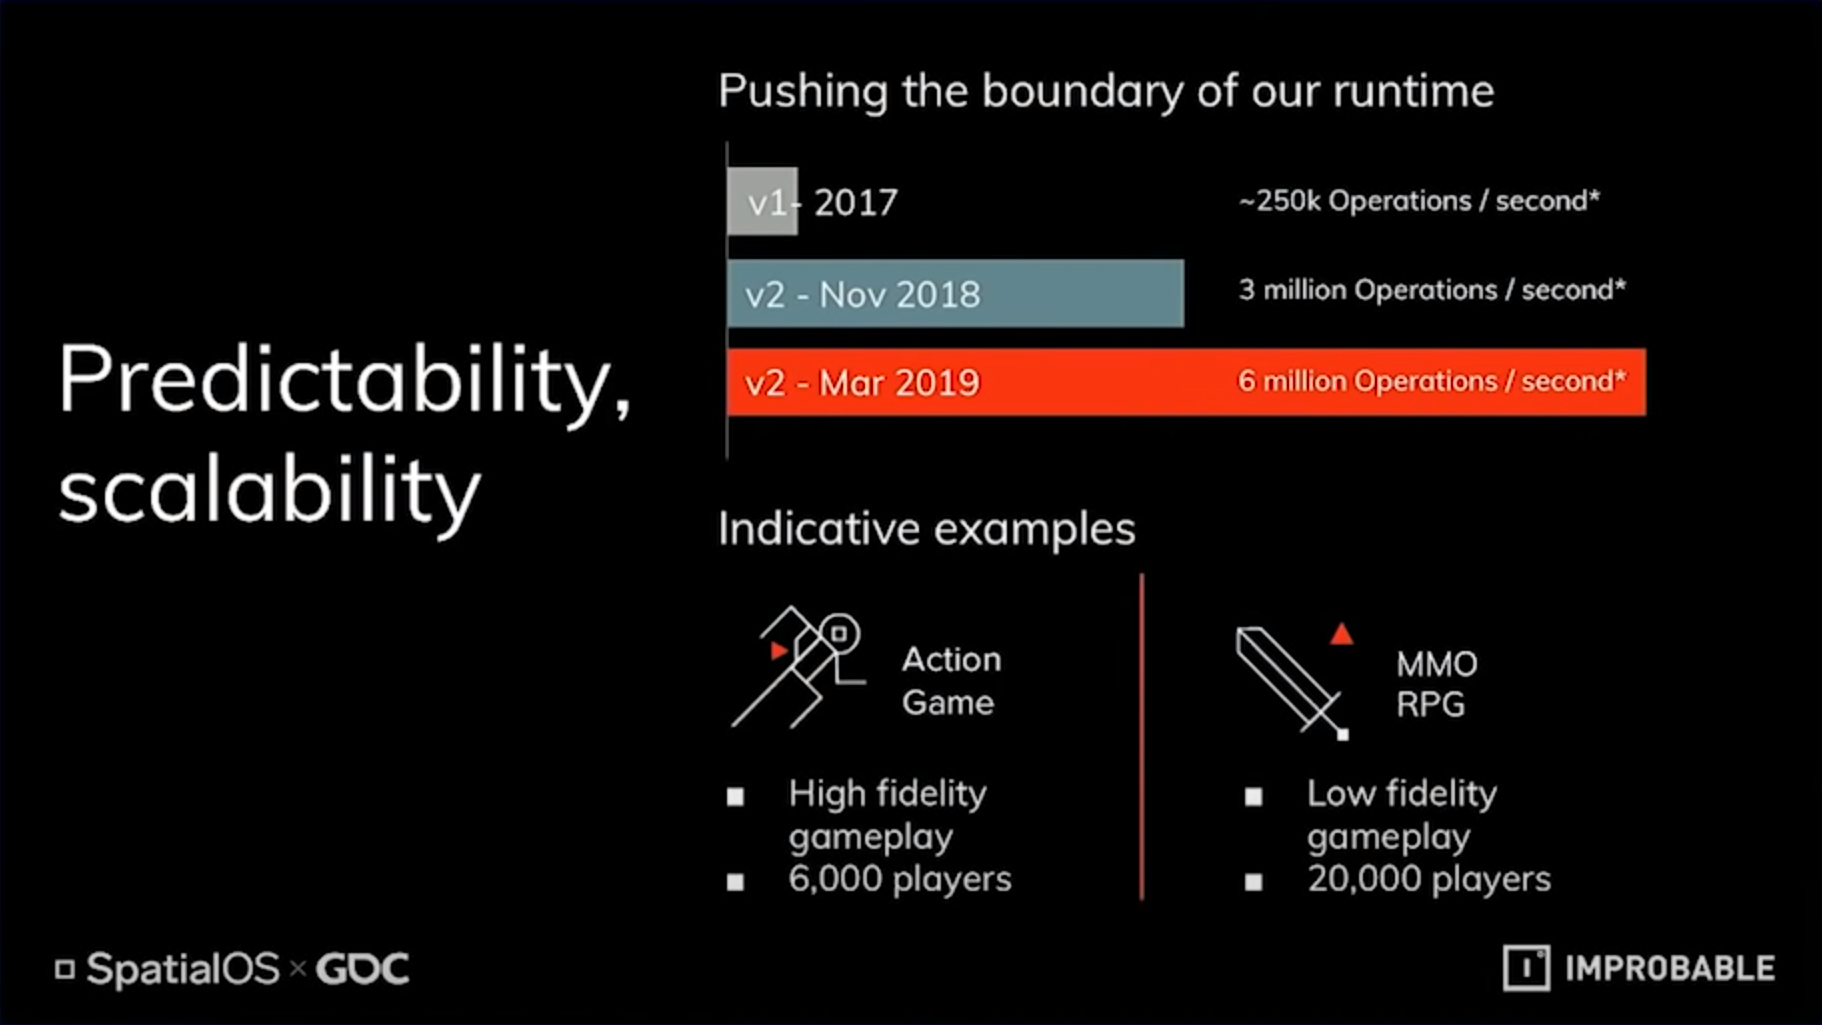 Predictability,
scalability
Pushing the boundary of our runtime
v1- 2017
~250k Operations / second*
v2 - Nov 2018
3 million Operations / second*
v2 - Mar 2019
6 million Operations / second*
Indicative examples
Action
Game
High fidelity
gameplay
6,000 players
MMO
RPG
Low fidelity
gameplay
20,000 players
SpatialOS × GDC
IMPROBABLE